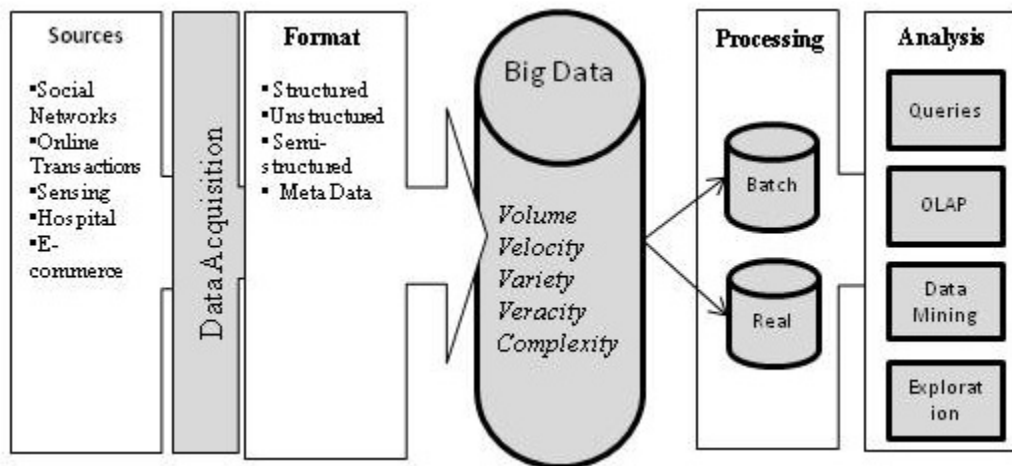 Sources
▪Social
Networks
▪Online
Transactions
▪Sensing
▪Hospital
▪E-
commerce
Data Acquisition
Format
▪Structured
▪Unstructured
▪Semi-
structured
▪ Meta Data
Big Data
Volume
Velocity
Variety
Veracity
Complexity
Processing
Batch
Real
Analysis
Queries
OLAP
Data
Mining
Explorat
ion